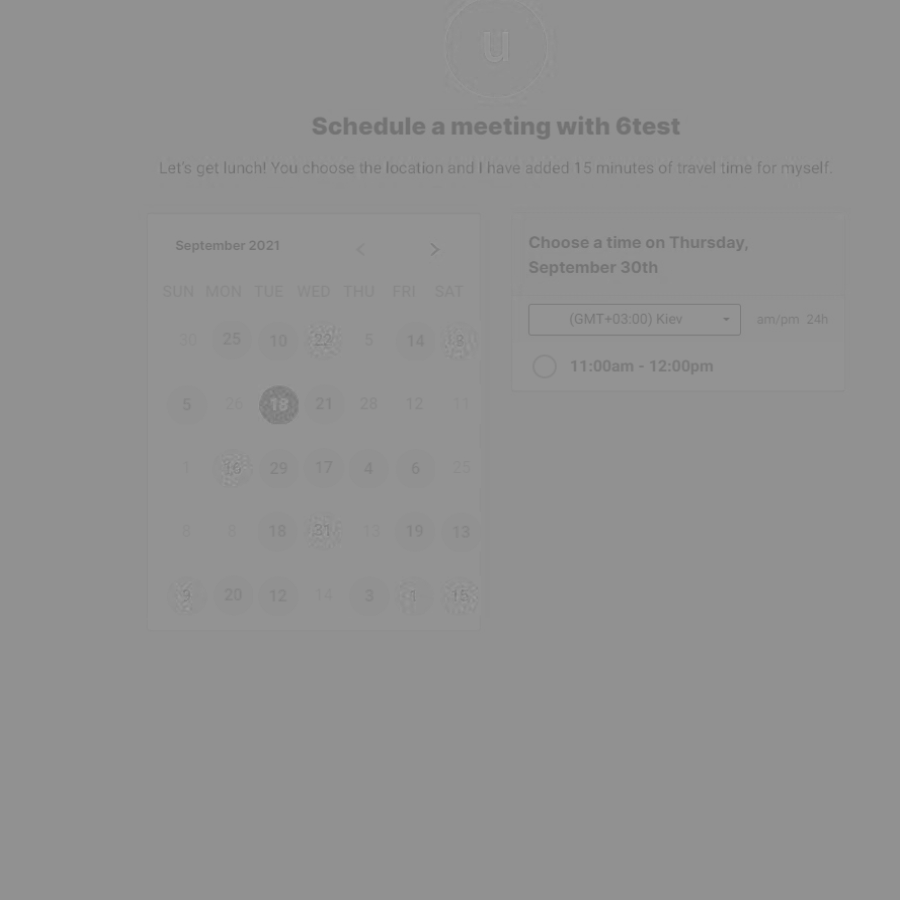 u
Schedule a meeting with 6test
Let's get lunch! You choose the location and I have added 15 minutes of travel time for myself.
September 2021
SUN MON TUE WED THU FRI SAT
30 25 10 5 14
5 26 18 21 28 12 11
1 16 29 17 4 6 25
8 18 31 13 19 13
9 20 12 14 3 1 15
Choose a time on Thursday,
September 30th
(GMT+03:00) Kiev
am/pm 24h
11:00am - 12:00pm